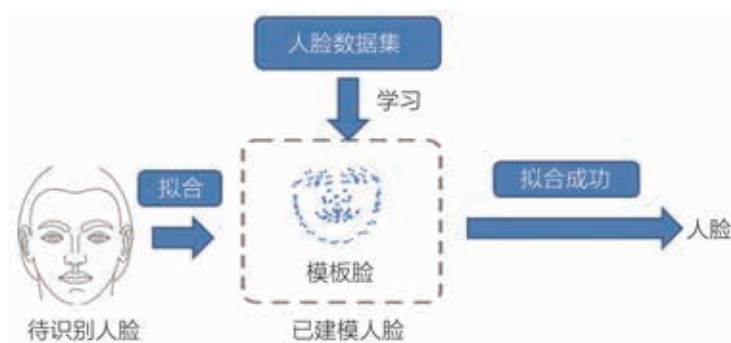 人脸数据集
学习
拟合
拟合成功
人脸
模板脸
待识别人脸
已建模人脸